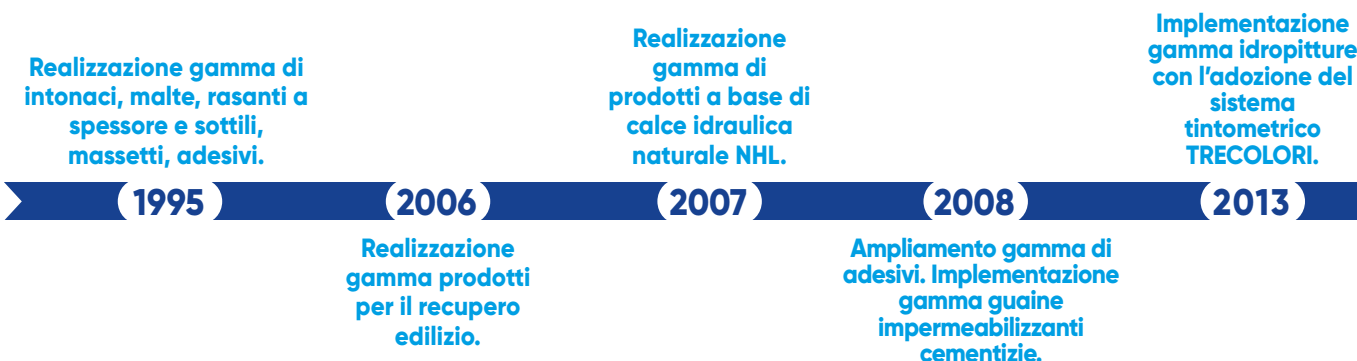 Realizzazione gamma di
intonaci, malte, rasanti a
spessore e sottili,
massetti, adesivi.
1995
2006
Realizzazione
gamma prodotti
per il recupero
edilizio.
Realizzazione
gamma di
prodotti a base di
calce idraulica
naturale NHL.
2007
2008
Ampliamento gamma di
adesivi. Implementazione
gamma guaine
impermeabilizzanti
cementizie.
Implementazione
gamma idropitture
con l’adozione del
sistema
tintometrico
TRECOLORI.
2013